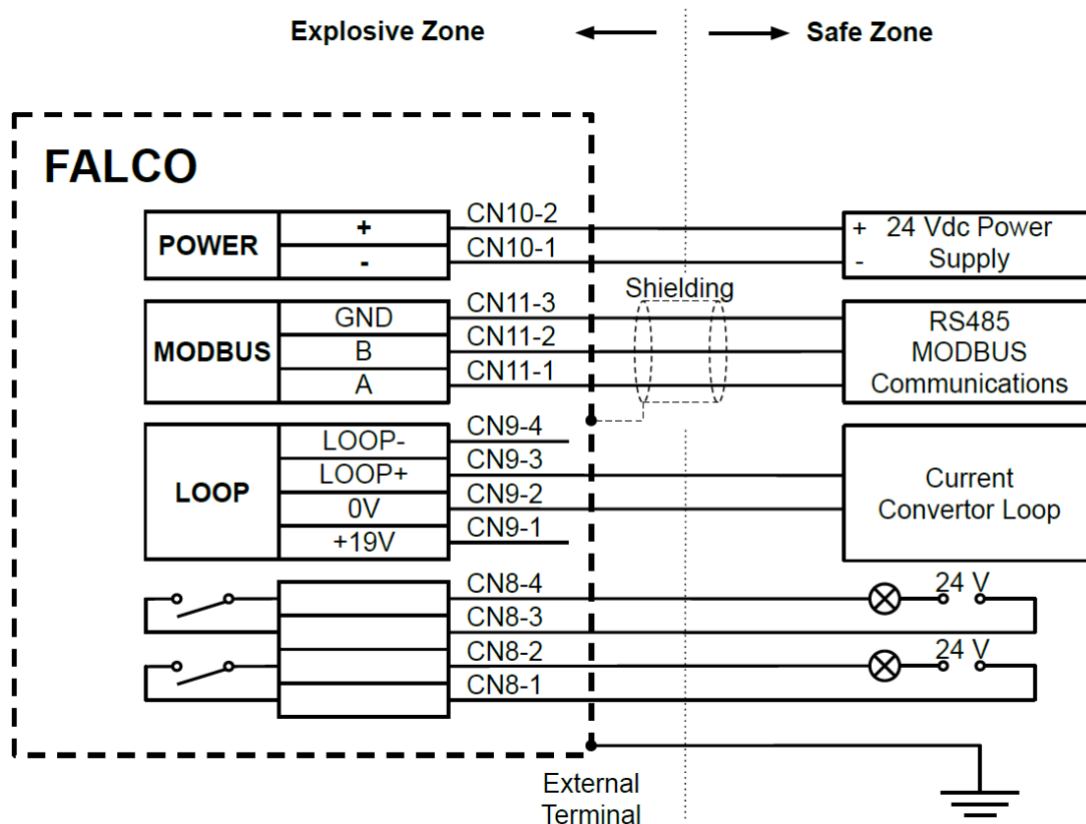 Explosive Zone
Safe Zone
FALCO
POWER
+
-
CN10-2
CN10-1
+ 24 Vdc Power
- Supply
Shielding
MODBUS
GND
B
A
CN11-3
CN11-2
CN11-1
RS485
MODBUS
Communications
LOOP
LOOP-
LOOP+
0V
+19V
CN9-4
CN9-3
CN9-2
CN9-1
Current
Convertor Loop
CN8-4
CN8-3
CN8-2
CN8-1
24 V
24 V
External
Terminal